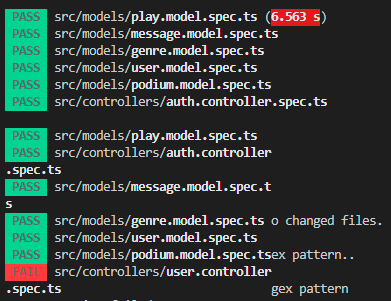 PASS src/models/play.model.spec.ts (6.563 s)
PASS src/models/message.model.spec.ts
PASS src/models/genre.model.spec.ts
PASS src/models/user.model.spec.ts
PASS src/models/podium.model.spec.ts
PASS src/controllers/auth.controller.spec.ts
PASS src/models/play.model.spec.ts
PASS src/controllers/auth.controller
.spec.ts
PASS src/models/message.model.spec.t
s
PASS src/models/genre.model.spec.ts o changed files.
PASS src/models/user.model.spec.ts
PASS src/models/podium.model.spec.tsex pattern..
FAIL src/controllers/user.controller
.spec.ts gex pattern